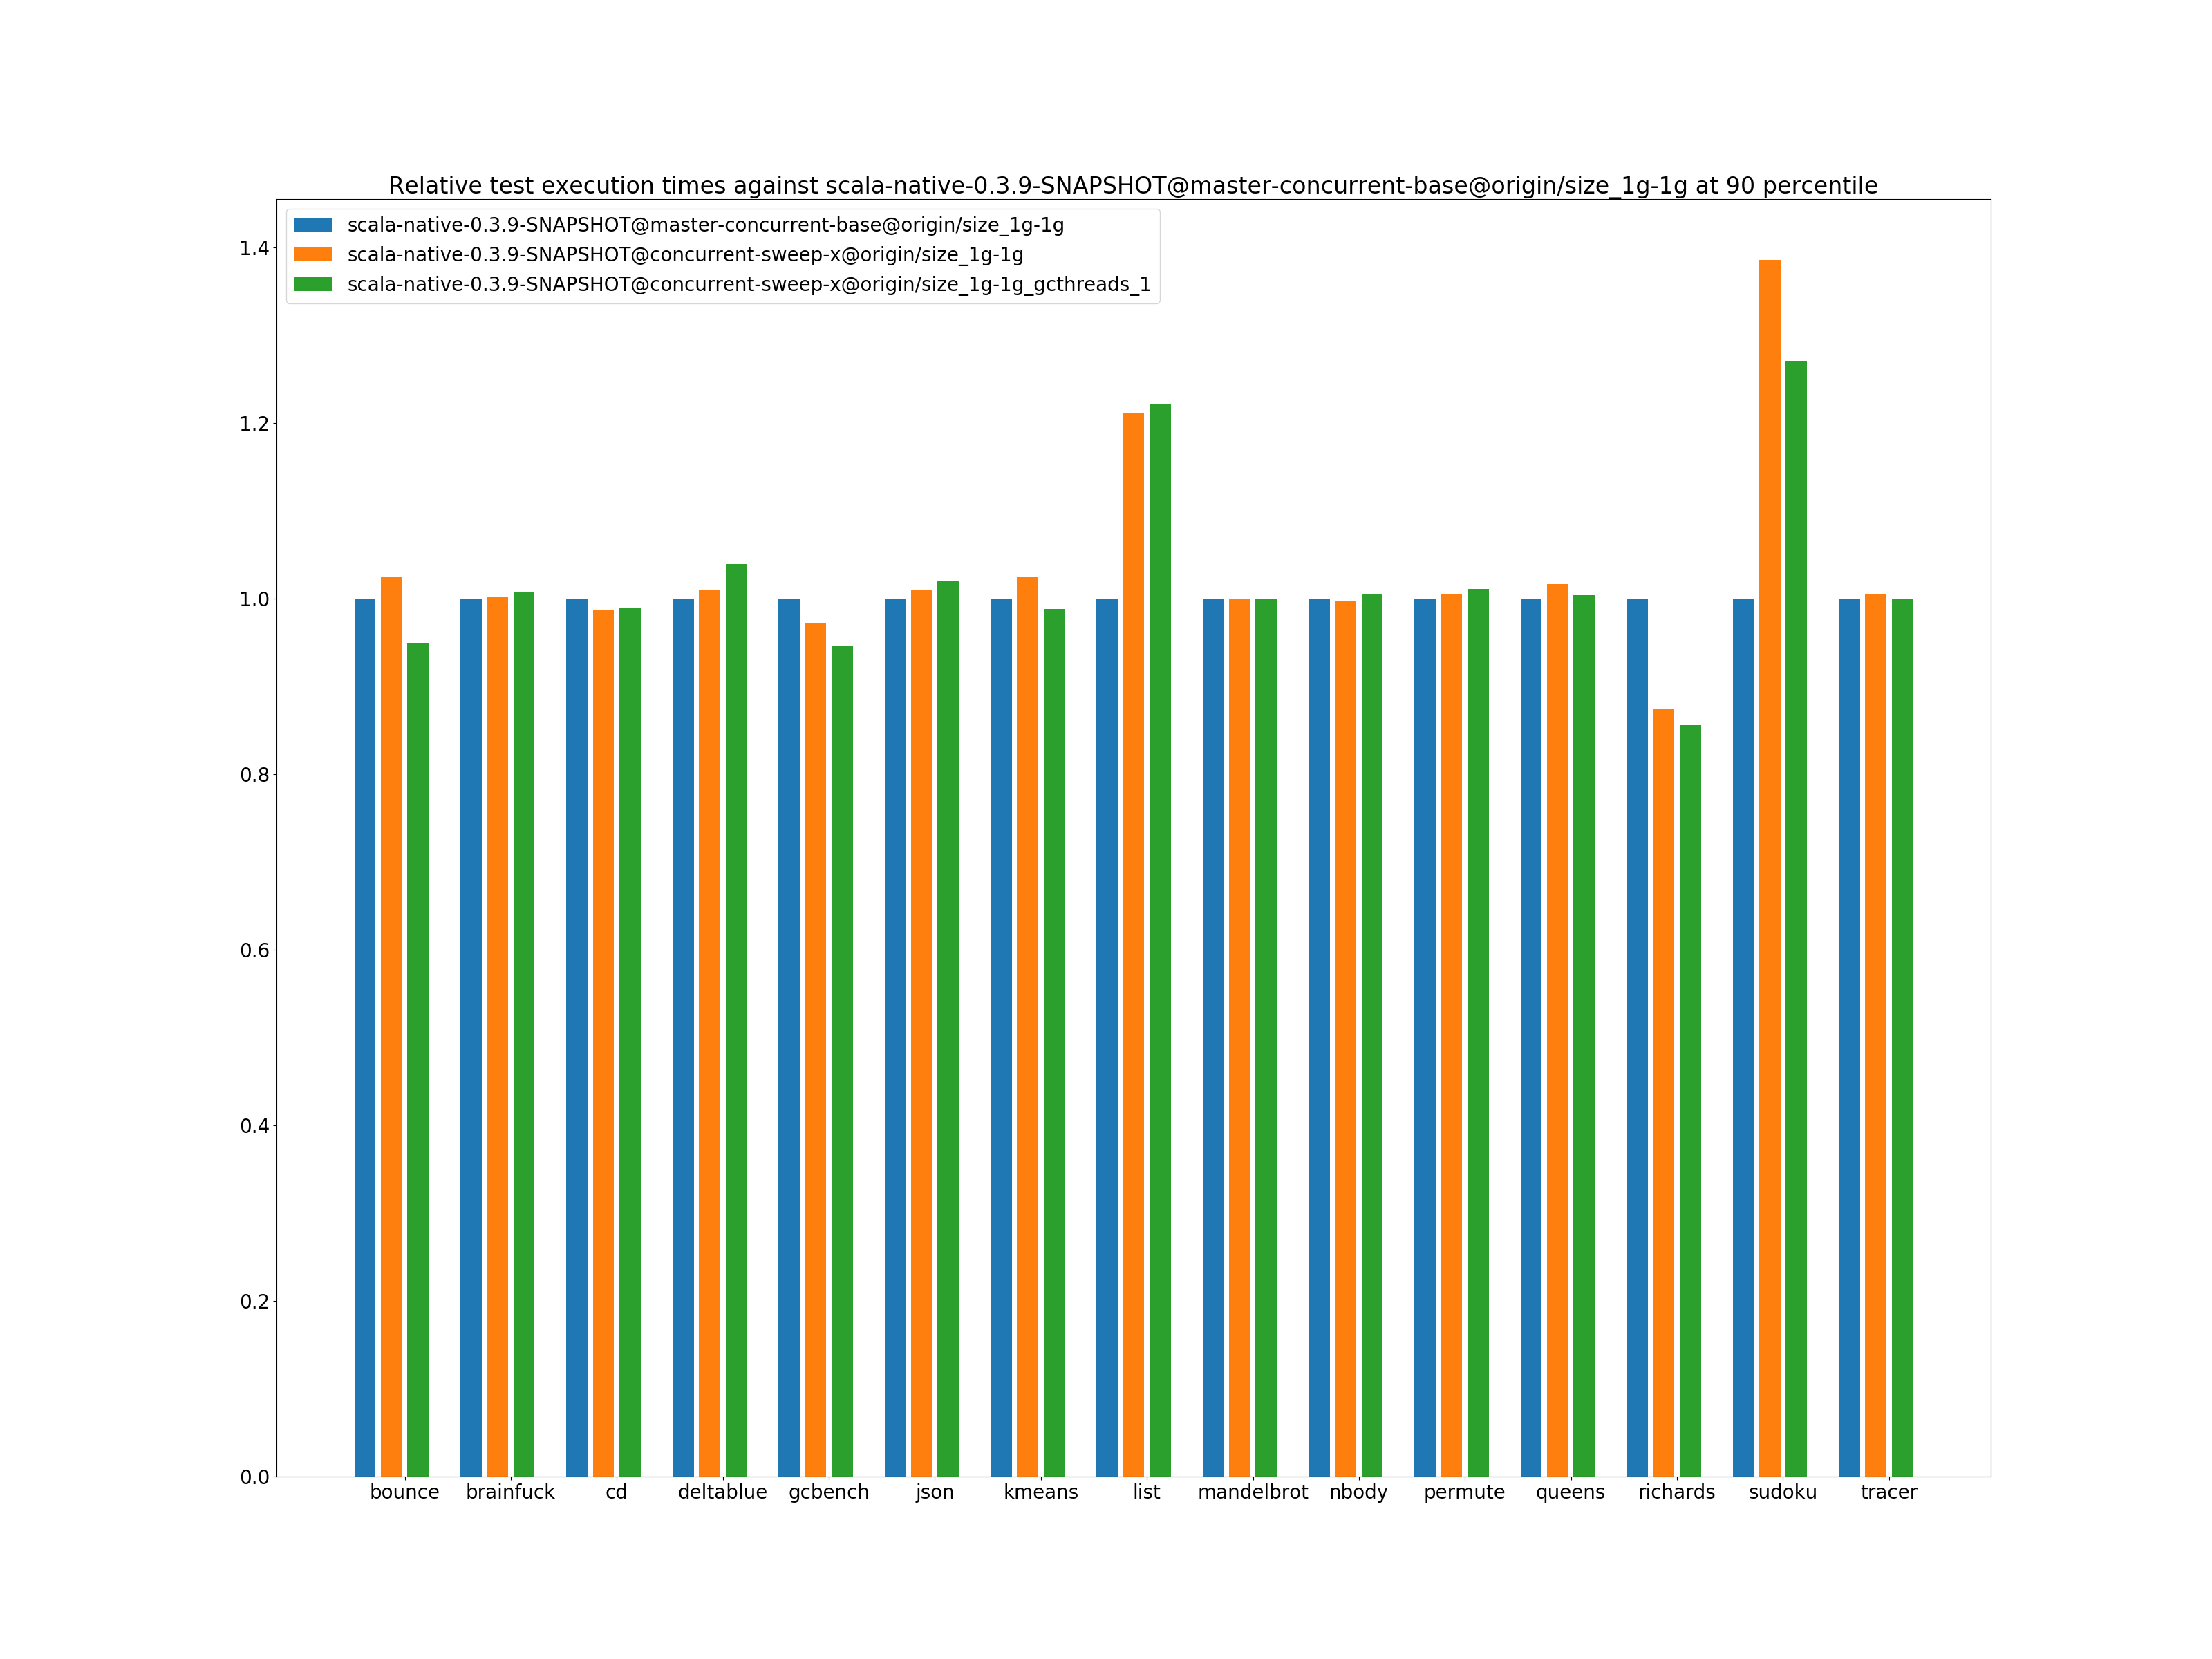 Relative test execution times against scala-native-0.3.9-SNAPSHOT@master-concurrent-base@origin/size_1g-1g at 90 percentile
scala-native-0.3.9-SNAPSHOT@master-concurrent-base@origin/size_1g-1g
scala-native-0.3.9-SNAPSHOT@concurrent-sweep-x@origin/size_1g-1g
scala-native-0.3.9-SNAPSHOT@concurrent-sweep-x@origin/size_1g-1g_gcthreads_1
1.4
1.2
1.0
0.8
0.6
0.4
0.2
0.0
bounce brainfuck cd deltablue gcbench json kmeans list mandelbrot nbody permute queens richards sudoku tracer